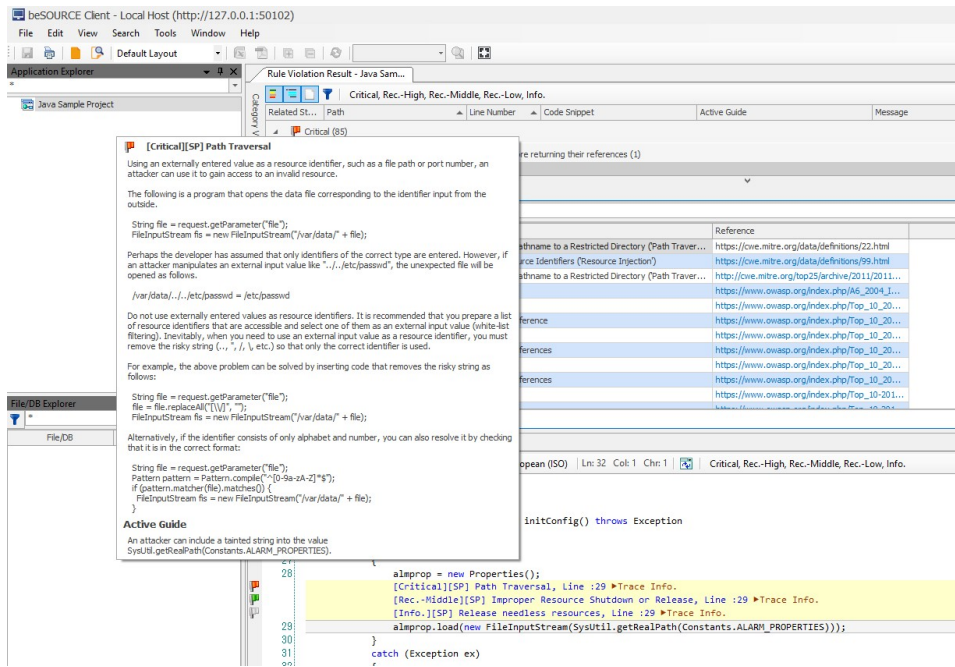 beSOURCE Client - Local Host (http://127.0.0.1:50102)
File Edit View Search Tools Window Help
Default Layout
Application Explorer
*
Java Sample Project
Rule Violation Result - Java Sam...
Critical, Rec.-High, Rec.-Middle, Rec.-Low, Info.
Related St... Path Line Number Code Snippet Active Guide Message
Critical (85)
[Critical][SP] Path Traversal
Using an externally entered value as a resource identifier, such as a file path or port number, an
attacker can use it to gain access to an invalid resource.
The following is a program that opens the data file corresponding to the identifier input from the
outside.
String file = request.getParameter("file");
FileInputStream fis = new FileInputStream("/var/data/" + file);
Perhaps the developer has assumed that only identifiers of the correct type are entered. However, if
an attacker manipulates an external input value like "../../etc/passwd", the unexpected file will be
opened as follows.
/var/data/../../etc/passwd = /etc/passwd
Do not use externally entered values as resource identifiers. It is recommended that you prepare a list
of resource identifiers that are accessible and select one of them as an external input value (white-list
filtering). Inevitably, when you need to use an external input value as a resource identifier, you must
remove the risky string (.., ", /, \, etc.) so that only the correct identifier is used.
For example, the above problem can be solved by inserting code that removes the risky string as
follows:
String file = request.getParameter("file");
file = file.replaceAll("[\\/]", "");
FileInputStream fis = new FileInputStream("/var/data/" + file);
Alternatively, if the identifier consists of only alphabet and number, you can also resolve it by checking
that it is in the correct format:
String file = request.getParameter("file");
Pattern pattern = Pattern.compile("^[0-9a-zA-Z]*$");
if (pattern.matcher(file).matches()) {
FileInputStream fis = new FileInputStream("/var/data/" + file);
}
Active Guide
An attacker can include a tainted string into the value
SysUtil.getRealPath(Constants.ALARM_PROPERTIES).
re returning their references (1)
Reference
athname to a Restricted Directory ('Path Traver... https://cwe.mitre.org/data/definitions/22.html
urce Identifiers ('Resource Injection') https://cwe.mitre.org/data/definitions/99.html
athname to a Restricted Directory ('Path Traver... http://cwe.mitre.org/top25/archive/2011/2011...
https://www.owasp.org/index.php/A6_2004_I...
https://www.owasp.org/index.php/Top_10_20...
ference https://www.owasp.org/index.php/Top_10_20...
https://www.owasp.org/index.php/Top_10_20...
ferences https://www.owasp.org/index.php/Top_10_20...
https://www.owasp.org/index.php/Top_10_20...
ferences https://www.owasp.org/index.php/Top_10_20...
https://www.owasp.org/index.php/Top_10-201...
File/DB Explorer
*
File/DB
opean (ISO) Ln: 32 Col: 1 Chr: 1 Critical, Rec.-High, Rec.-Middle, Rec.-Low, Info.
initConfig() throws Exception
27 {
28 almprop = new Properties();
[Critical][SP] Path Traversal, Line :29 ►Trace Info.
[Rec.-Middle][SP] Improper Resource Shutdown or Release, Line :29 ►Trace Info.
[Info.][SP] Release needless resources, Line :29 ►Trace Info.
29 almprop.load(new FileInputStream(SysUtil.getRealPath(Constants.ALARM_PROPERTIES)));
30 }
31 catch (Exception ex)
32 {